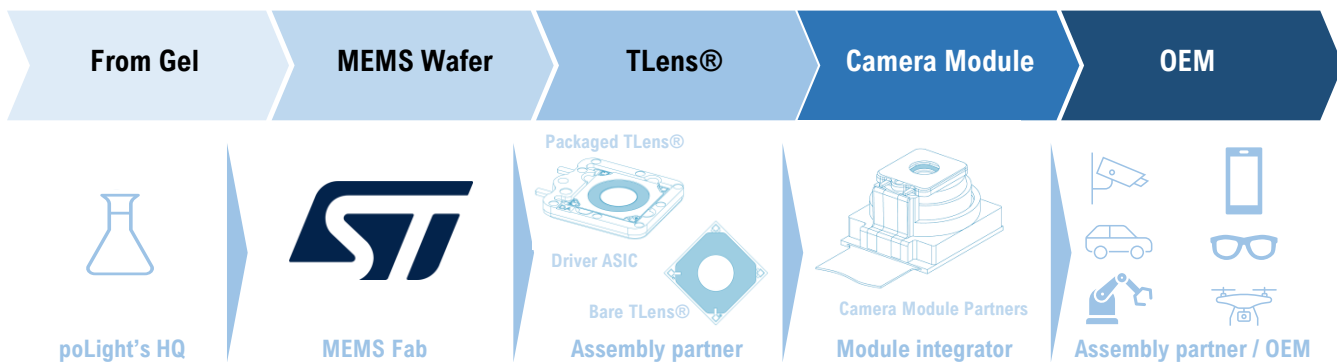 From Gel
MEMS Wafer
TLens®
Camera Module
OEM
Packaged TLens®
ST
Driver ASIC
Bare TLens®
Camera Module Partners
poLight's HQ
MEMS Fab
Assembly partner
Module integrator
Assembly partner / OEM